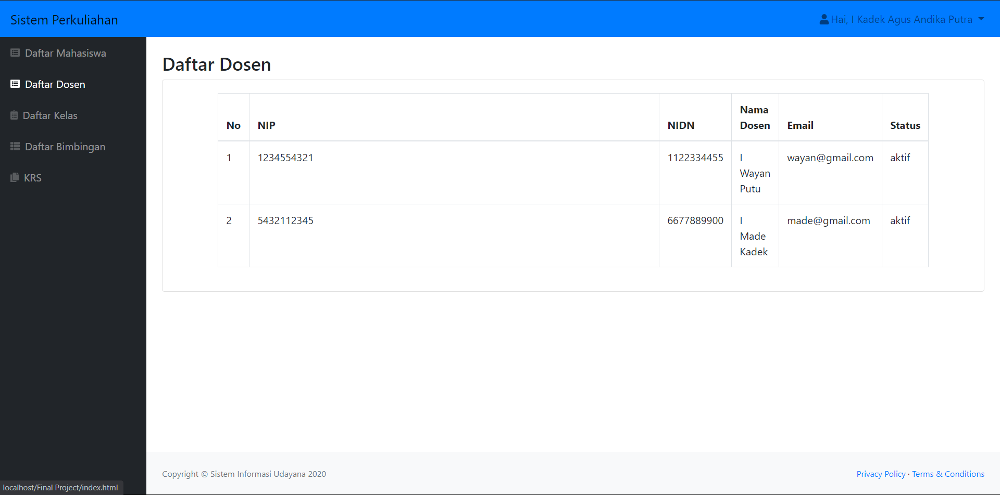 Sistem Perkuliahan
Hai, I Kadek Agus Andika Putra
Daftar Mahasiswa
Daftar Dosen
Daftar Kelas
Daftar Bimbingan
KRS
Daftar Dosen
No NIP NIDN Nama Dosen Email Status
1 1234554321 1122334455 I Wayan Putu wayan@gmail.com aktif
2 5432112345 6677889900 I Made Kadek made@gmail.com aktif
Copyright © Sistem Informasi Udayana 2020
Privacy Policy · Terms & Conditions
localhost/Final Project/index.html